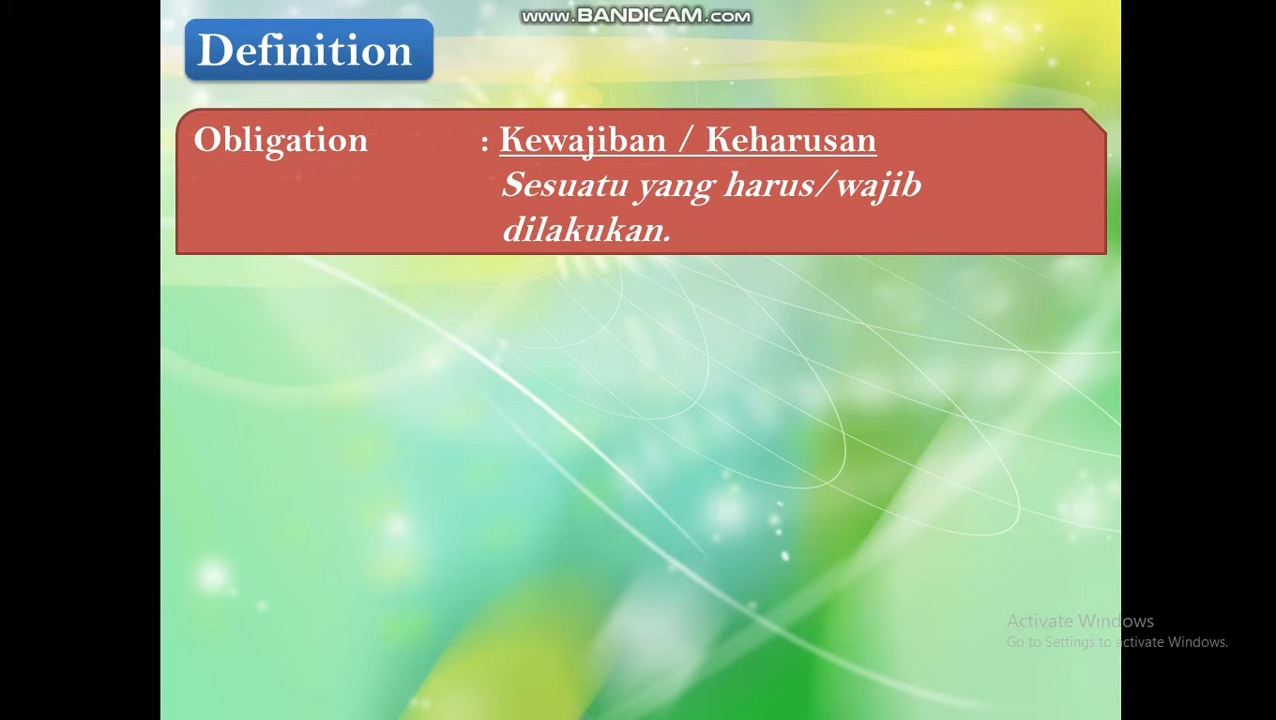 www.BANDICAM.com
Definition
Obligation : Kewajiban / Keharusan
Sesuatu yang harus/wajib
dilakukan.
Activate Windows
Go to Settings to activate Windows.